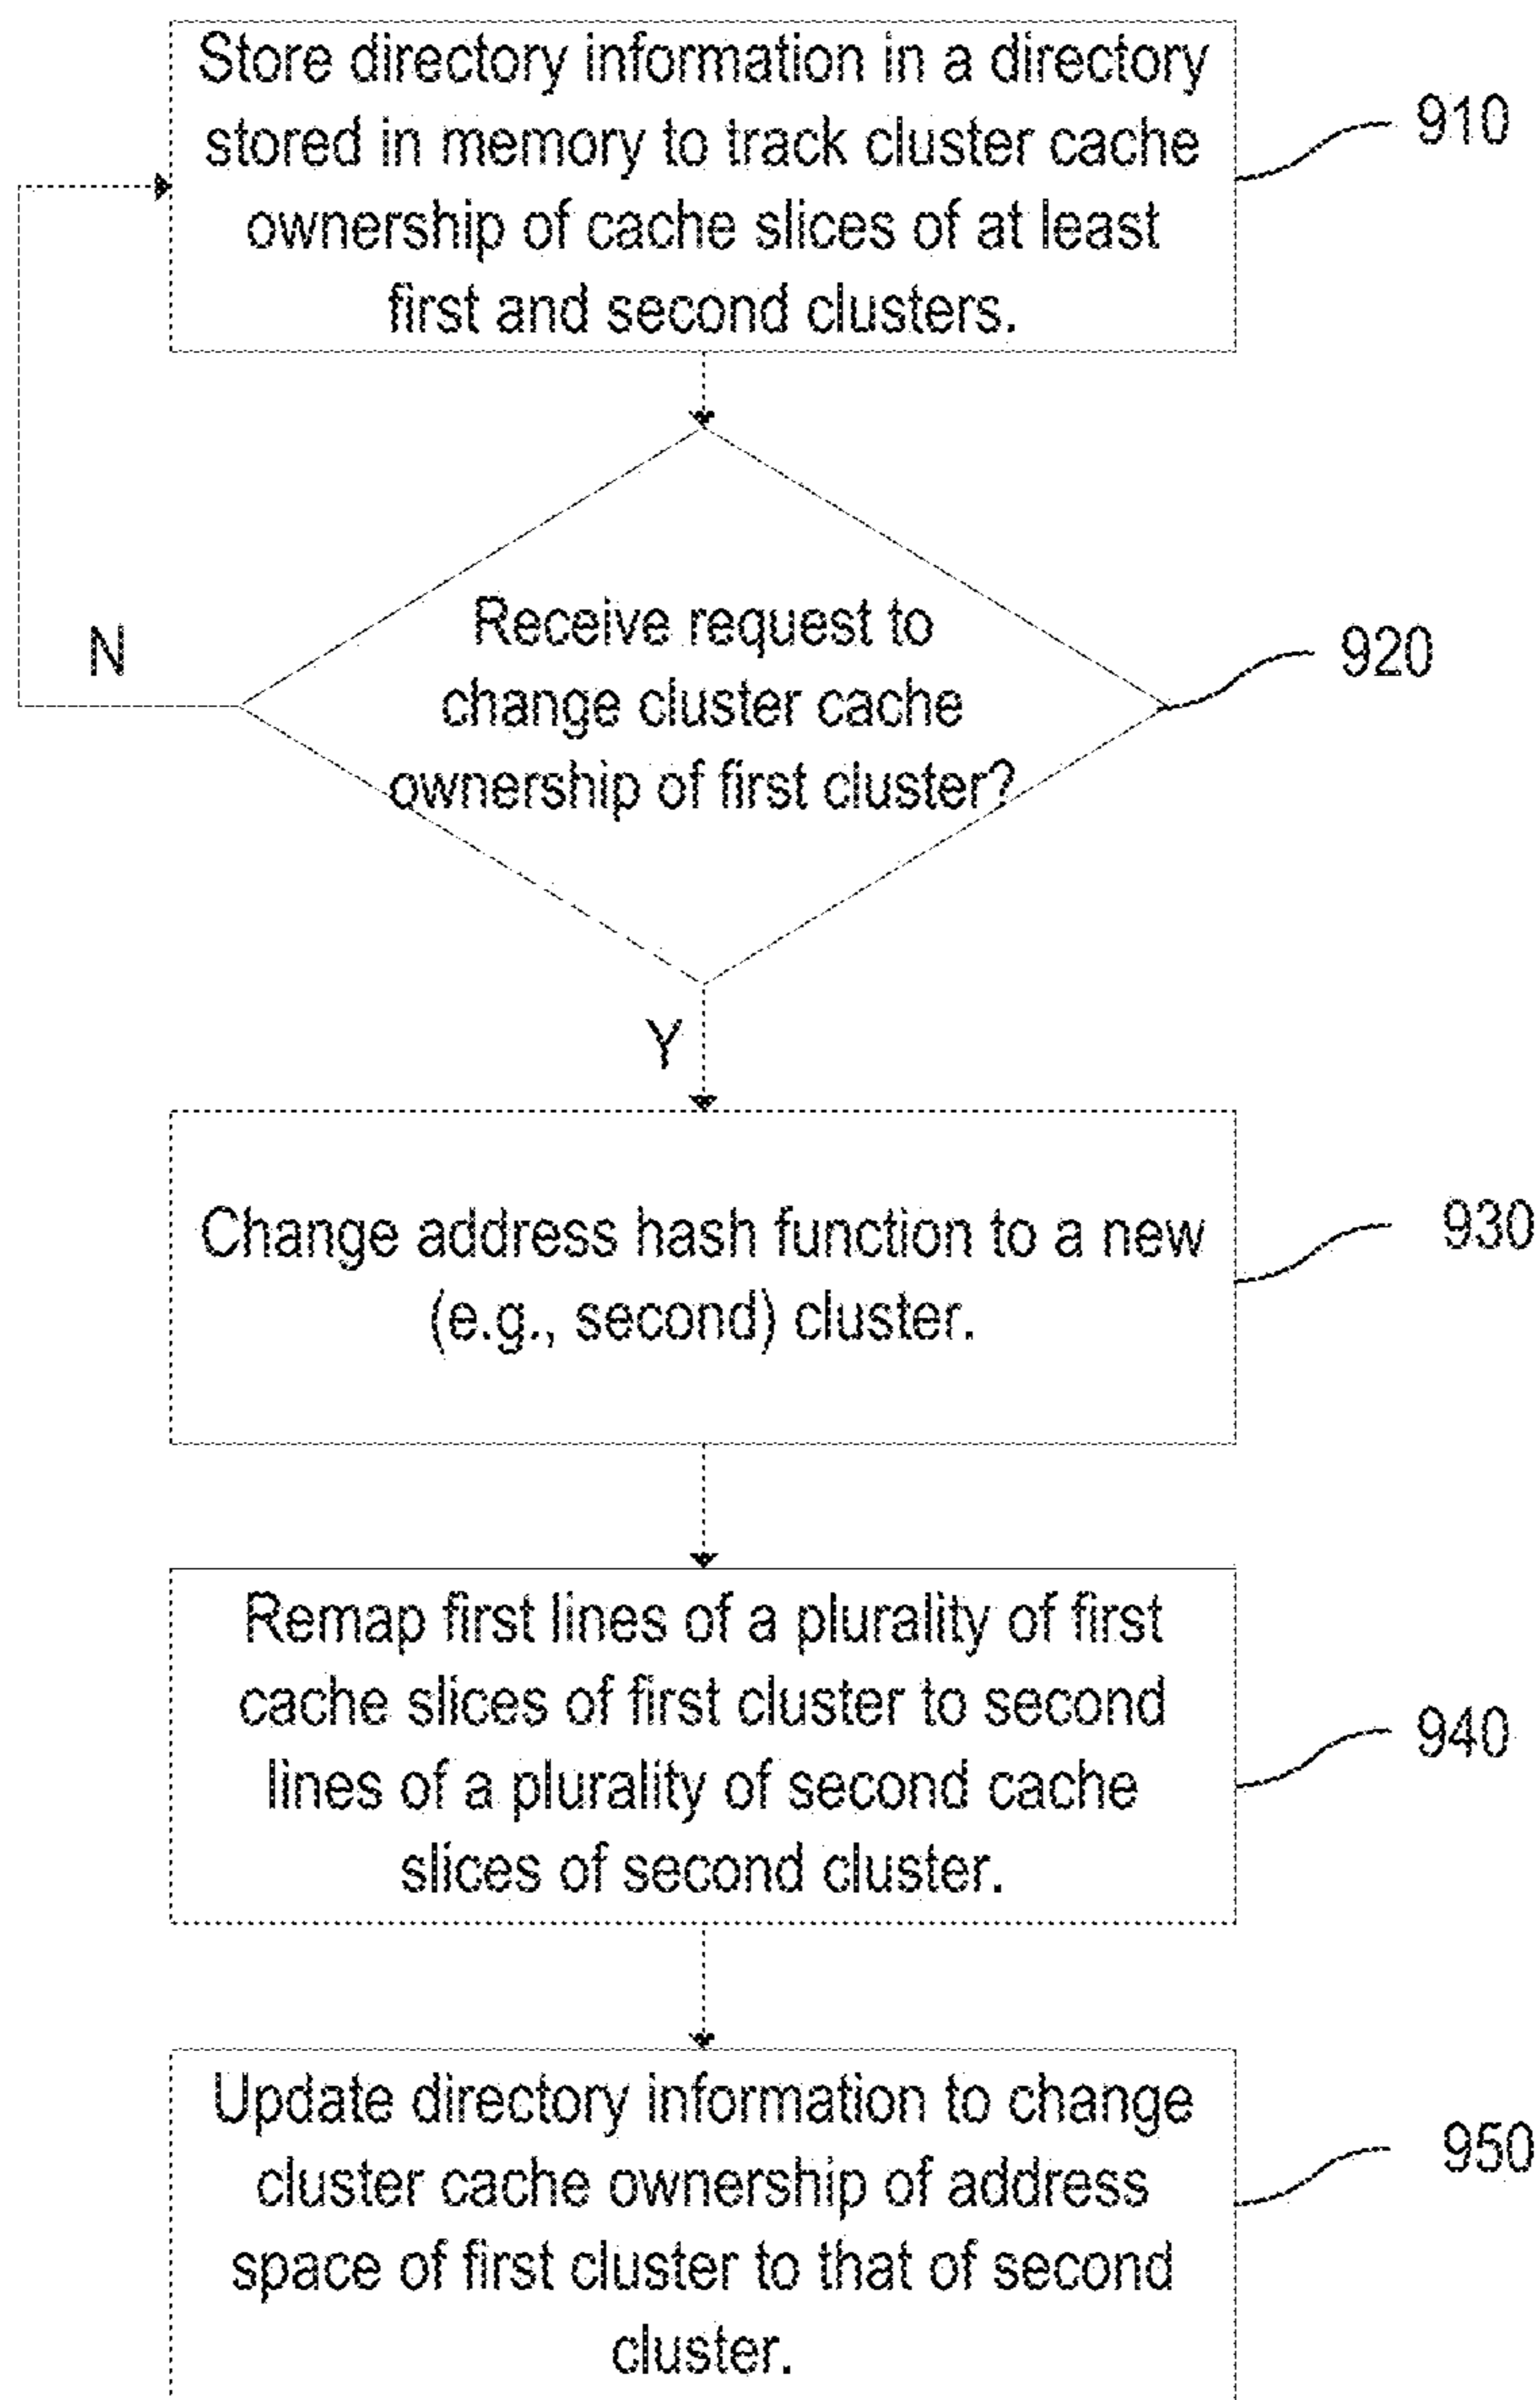 Store directory information in a directory
stored in memory to track cluster cache
ownership of cache slices of at least
first and second clusters.
910
Receive request to
change cluster cache
ownership of first cluster?
920
N
Y
Change address hash function to a new
(e.g., second) cluster.
930
Remap first lines of a plurality of first
cache slices of first cluster to second
lines of a plurality of second cache
slices of second cluster.
940
Update directory information to change
cluster cache ownership of address
space of first cluster to that of second
cluster.
950